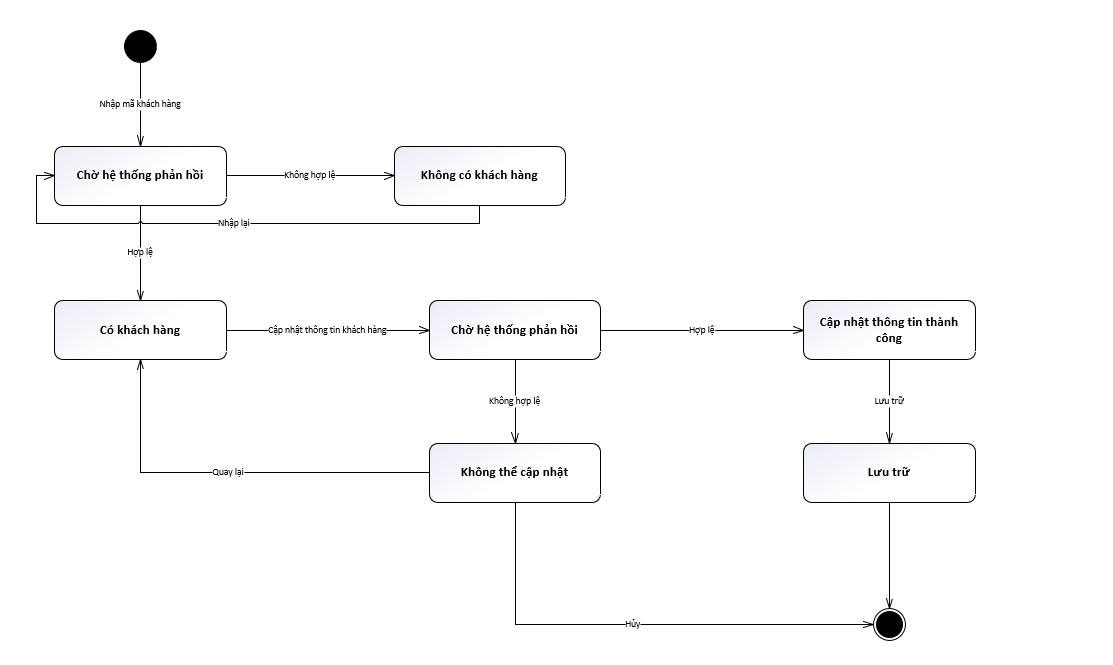 Nhập mã khách hàng
Chờ hệ thống phản hồi
Không hợp lệ
Không có khách hàng
Nhập lại
Hợp lệ
Có khách hàng
Cập nhật thông tin khách hàng
Chờ hệ thống phản hồi
Hợp lệ
Cập nhật thông tin thành
công
Không hợp lệ
Lưu trữ
Quay lại
Không thể cập nhật
Lưu trữ
Hủy